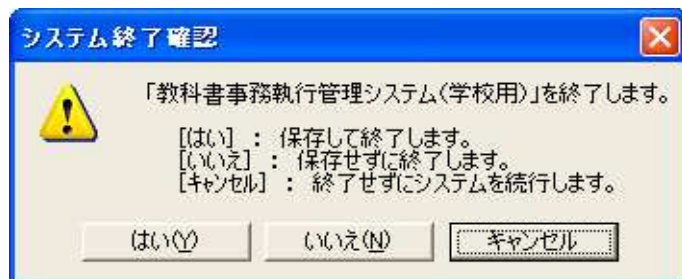 システム終了確認
「教科書事務執行管理システム(学校用)」を終了します。
[はい] : 保存して終了します。
[いいえ] : 保存せずに終了します。
[キャンセル] : 終了せずにシステムを続行します。
はい(Y) いいえ(N) キャンセル